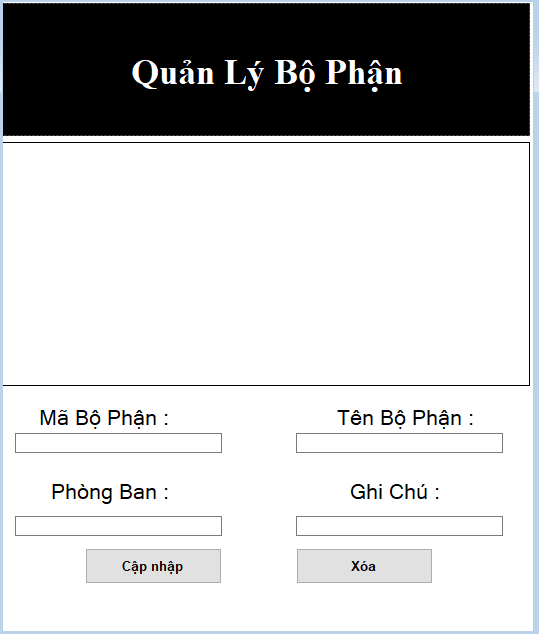 Quản Lý Bộ Phận
Mã Bộ Phận : Tên Bộ Phận :
Phòng Ban : Ghi Chú :
Cập nhập Xóa